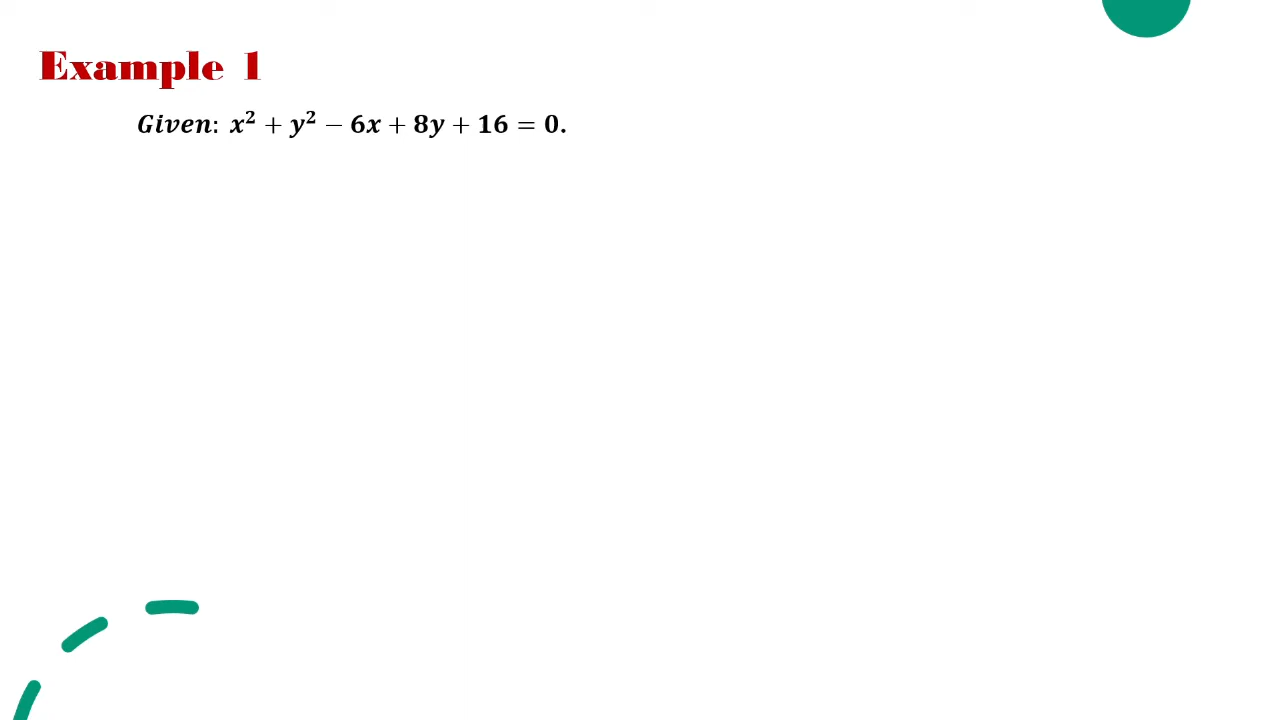 Example 1
Given: x² + y² − 6x + 8y + 16 = 0.